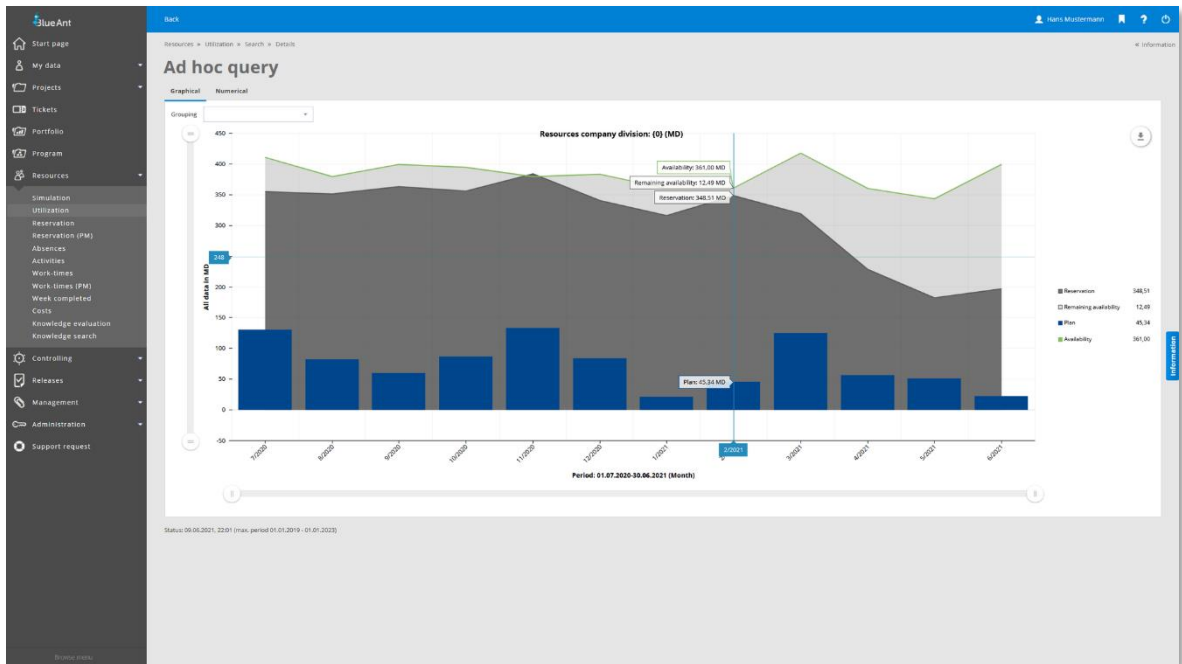 BlueAnt
Back
Hans Mustermann
?
Start page
My data
Projects
Tickets
Portfolio
Program
Resources
Simulation
Utilization
Reservation
Reservation (PM)
Absences
Activities
Work-times
Work-times (PM)
Week completed
Costs
Knowledge evaluation
Knowledge search
Controlling
Releases
Management
Administration
Support request
Browse menu
Resources » Utilization » Search » Details
« Information
Ad hoc query
Graphical Numerical
Grouping
Resources company division: {0} (MD)
450
400
350
300
248
200
150
100
50
0
-50
All data in MD
Availability: 361,00 MD
Remaining availability: 12,49 MD
Reservation: 348,51 MD
Plan: 45,34 MD
7/2020 8/2020 9/2020 10/2020 11/2020 12/2020 1/2021 2/2021 3/2021 4/2021 5/2021 6/2021
Period: 01.07.2020-30.06.2021 (Month)
Reservation 348,51
Remaining availability 12,49
Plan 45,34
Availability 361,00
Information
Status: 09.06.2021, 22:01 (max. period 01.01.2019 - 01.01.2023)